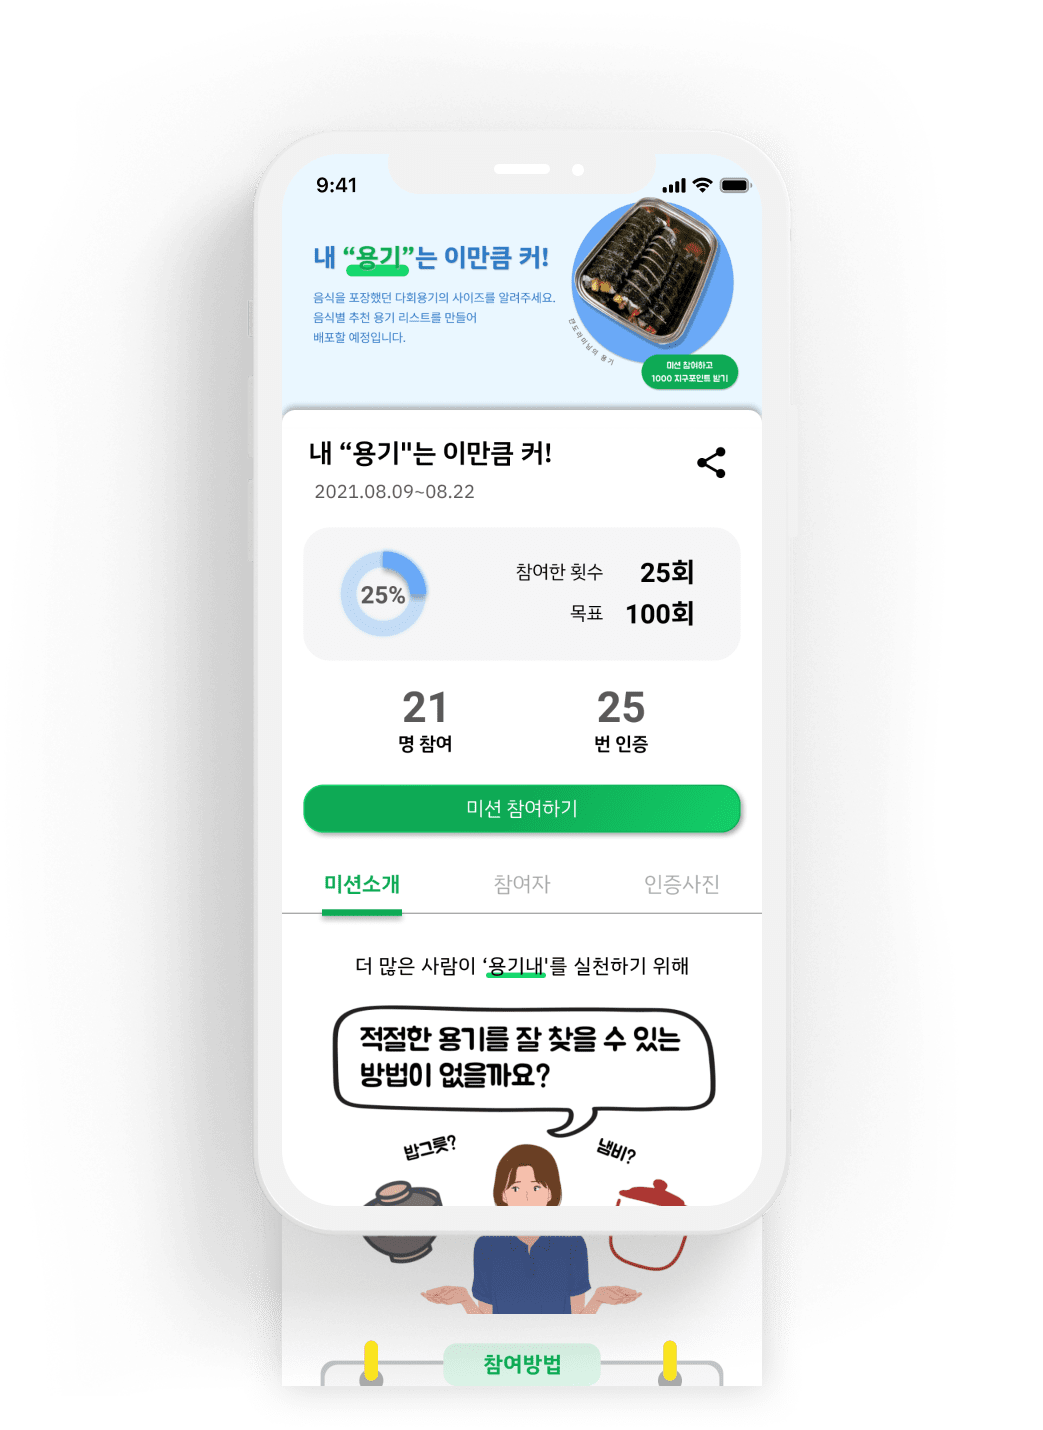 9:41
내 “용기”는 이만큼 커!
음식을 포장했던 다회용기의 사이즈를 알려주세요.
음식별 추천 용기 리스트를 만들어
배포할 예정입니다.
미션 참여하고
1000 지구포인트 받기
내 “용기"는 이만큼 커!
2021.08.09~08.22
25%
참여한 횟수 25회
목표 100회
21
명 참여
25
번 인증
미션 참여하기
미션소개 참여자 인증사진
더 많은 사람이 ‘용기내'를 실천하기 위해
적절한 용기를 잘 찾을 수 있는
방법이 없을까요?
밥그릇?
냄비?
참여방법